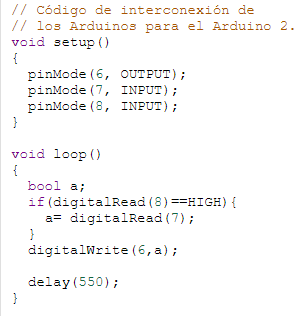 // Código de interconexión de
// los Arduinos para el Arduino 2.
void setup()
{
  pinMode(6, OUTPUT);
  pinMode(7, INPUT);
  pinMode(8, INPUT);
}

void loop()
{
  bool a;
  if(digitalRead(8)==HIGH){
    a= digitalRead(7);
  }
  digitalWrite(6,a);

  delay(550);
}